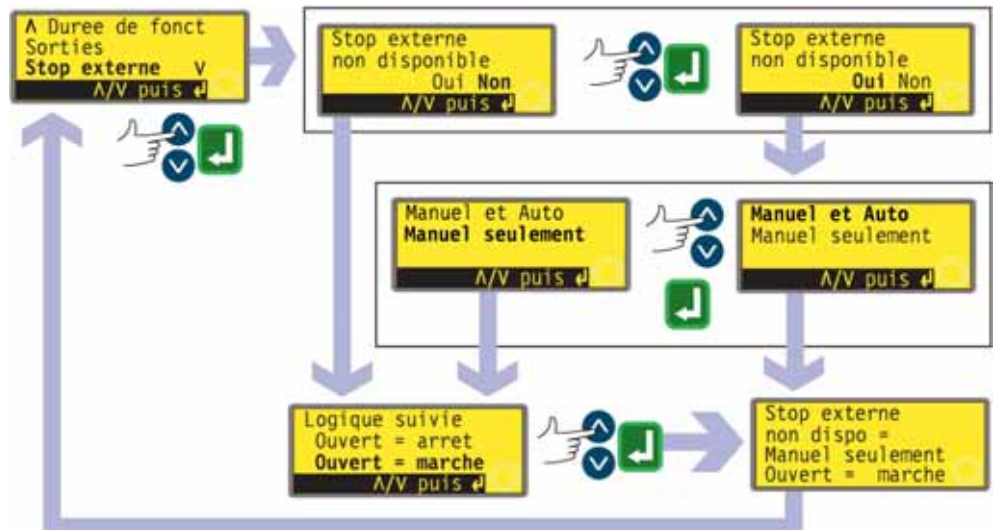 Λ Duree de fonct
Sorties
Stop externe V
Λ/V puis ↲
Stop externe
non disponible
Oui Non
Λ/V puis ↲
Stop externe
non disponible
Oui Non
Λ/V puis ↲
Manuel et Auto
Manuel seulement
Λ/V puis ↲
Manuel et Auto
Manuel seulement
Λ/V puis ↲
Logique suivie
Ouvert = arret
Ouvert = marche
Λ/V puis ↲
Stop externe
non dispo =
Manuel seulement
Ouvert = marche